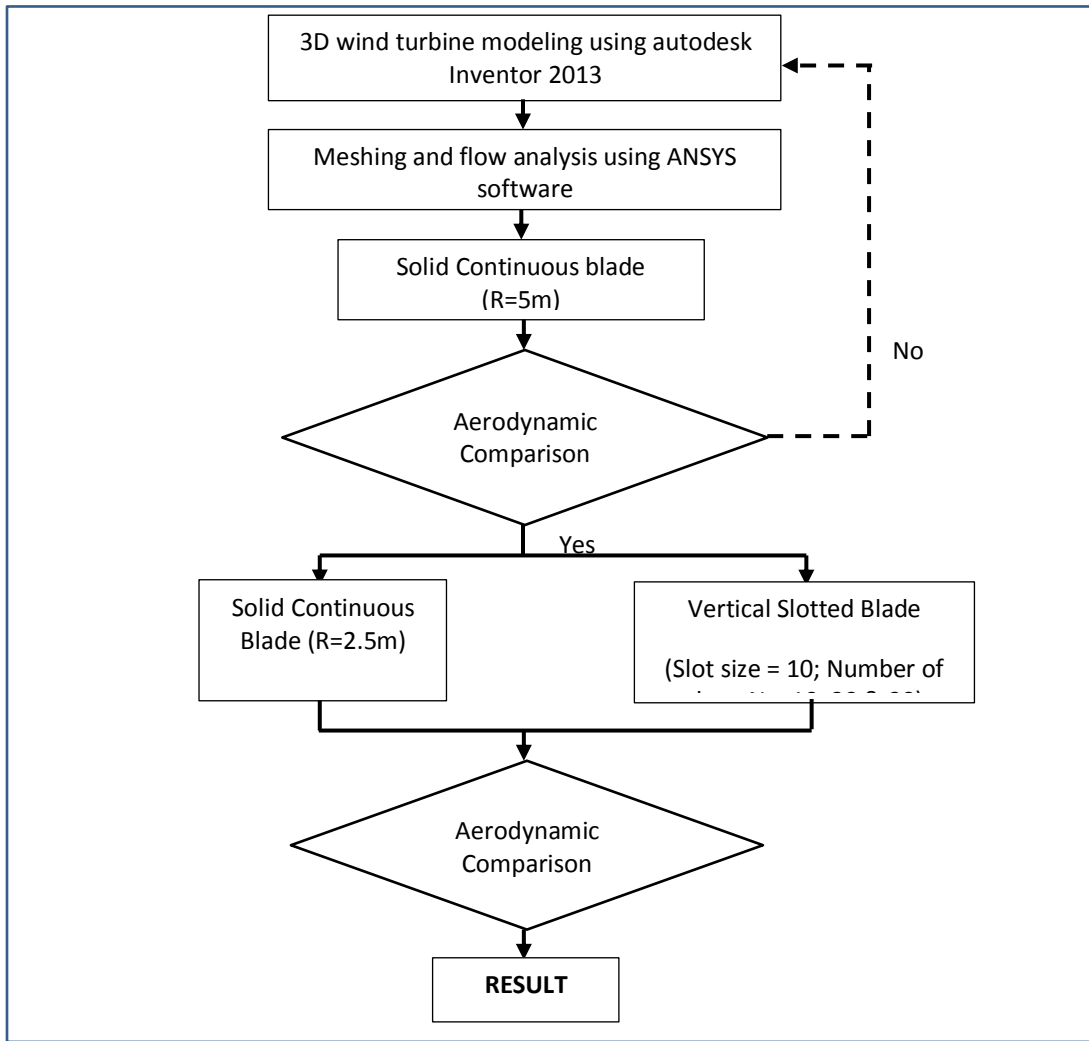 3D wind turbine modeling using autodesk
Inventor 2013
Meshing and flow analysis using ANSYS
software
Solid Continuous blade
(R=5m)
No
Aerodynamic
Comparison
Yes
Solid Continuous
Blade (R=2.5m)
Vertical Slotted Blade
(Slot size = 10; Number of
Aerodynamic
Comparison
RESULT